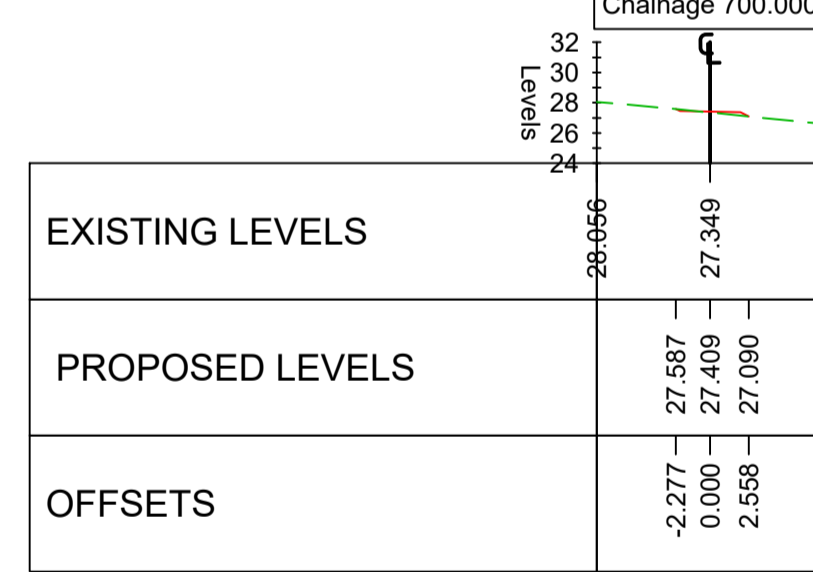 Chainage 700.000
CL
32
30
28
26
24
Levels
EXISTING LEVELS
28.056
27.349
PROPOSED LEVELS
27.587
27.409
27.090
OFFSETS
-2.277
0.000
2.558